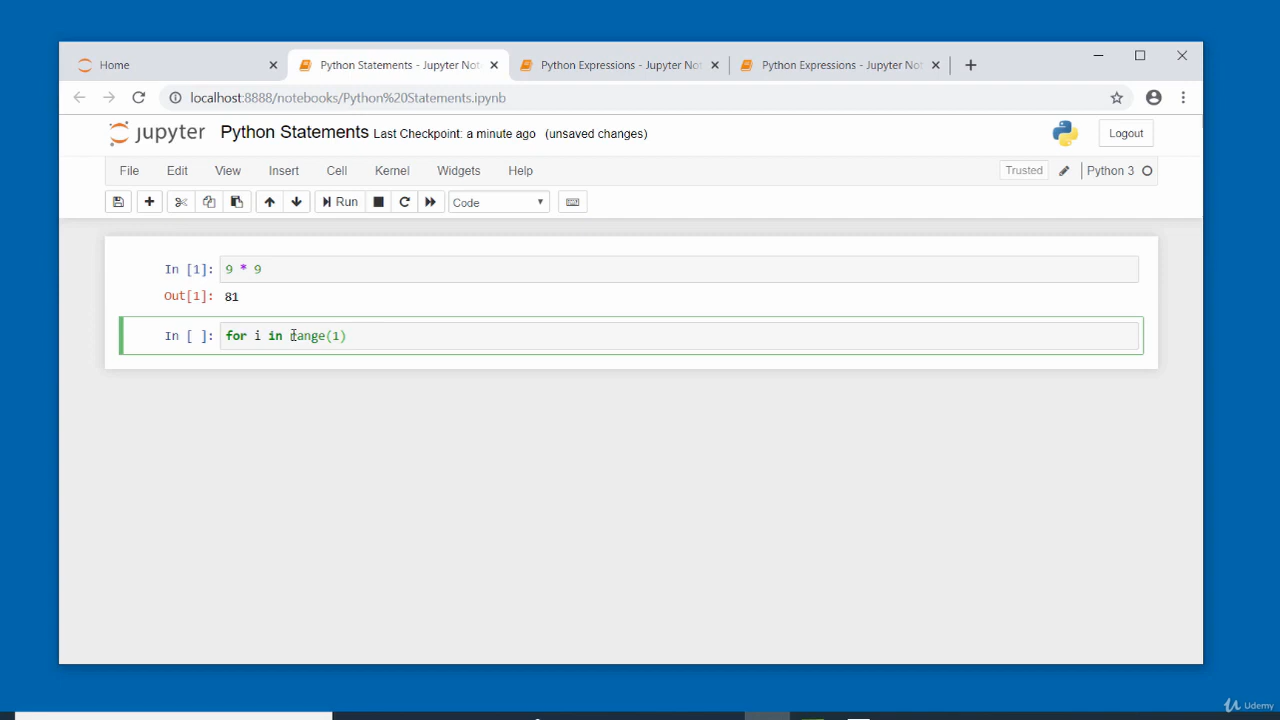 Home
Python Statements - Jupyter Not
Python Expressions - Jupyter Not
Python Expressions - Jupyter Not
localhost:8888/notebooks/Python%20Statements.ipynb
jupyter Python Statements Last Checkpoint: a minute ago (unsaved changes)
Logout
File Edit View Insert Cell Kernel Widgets Help
Trusted
Python 3
Run
Code
In [1]: 9 * 9
Out[1]: 81
In [ ]: for i in range(1)
Udemy